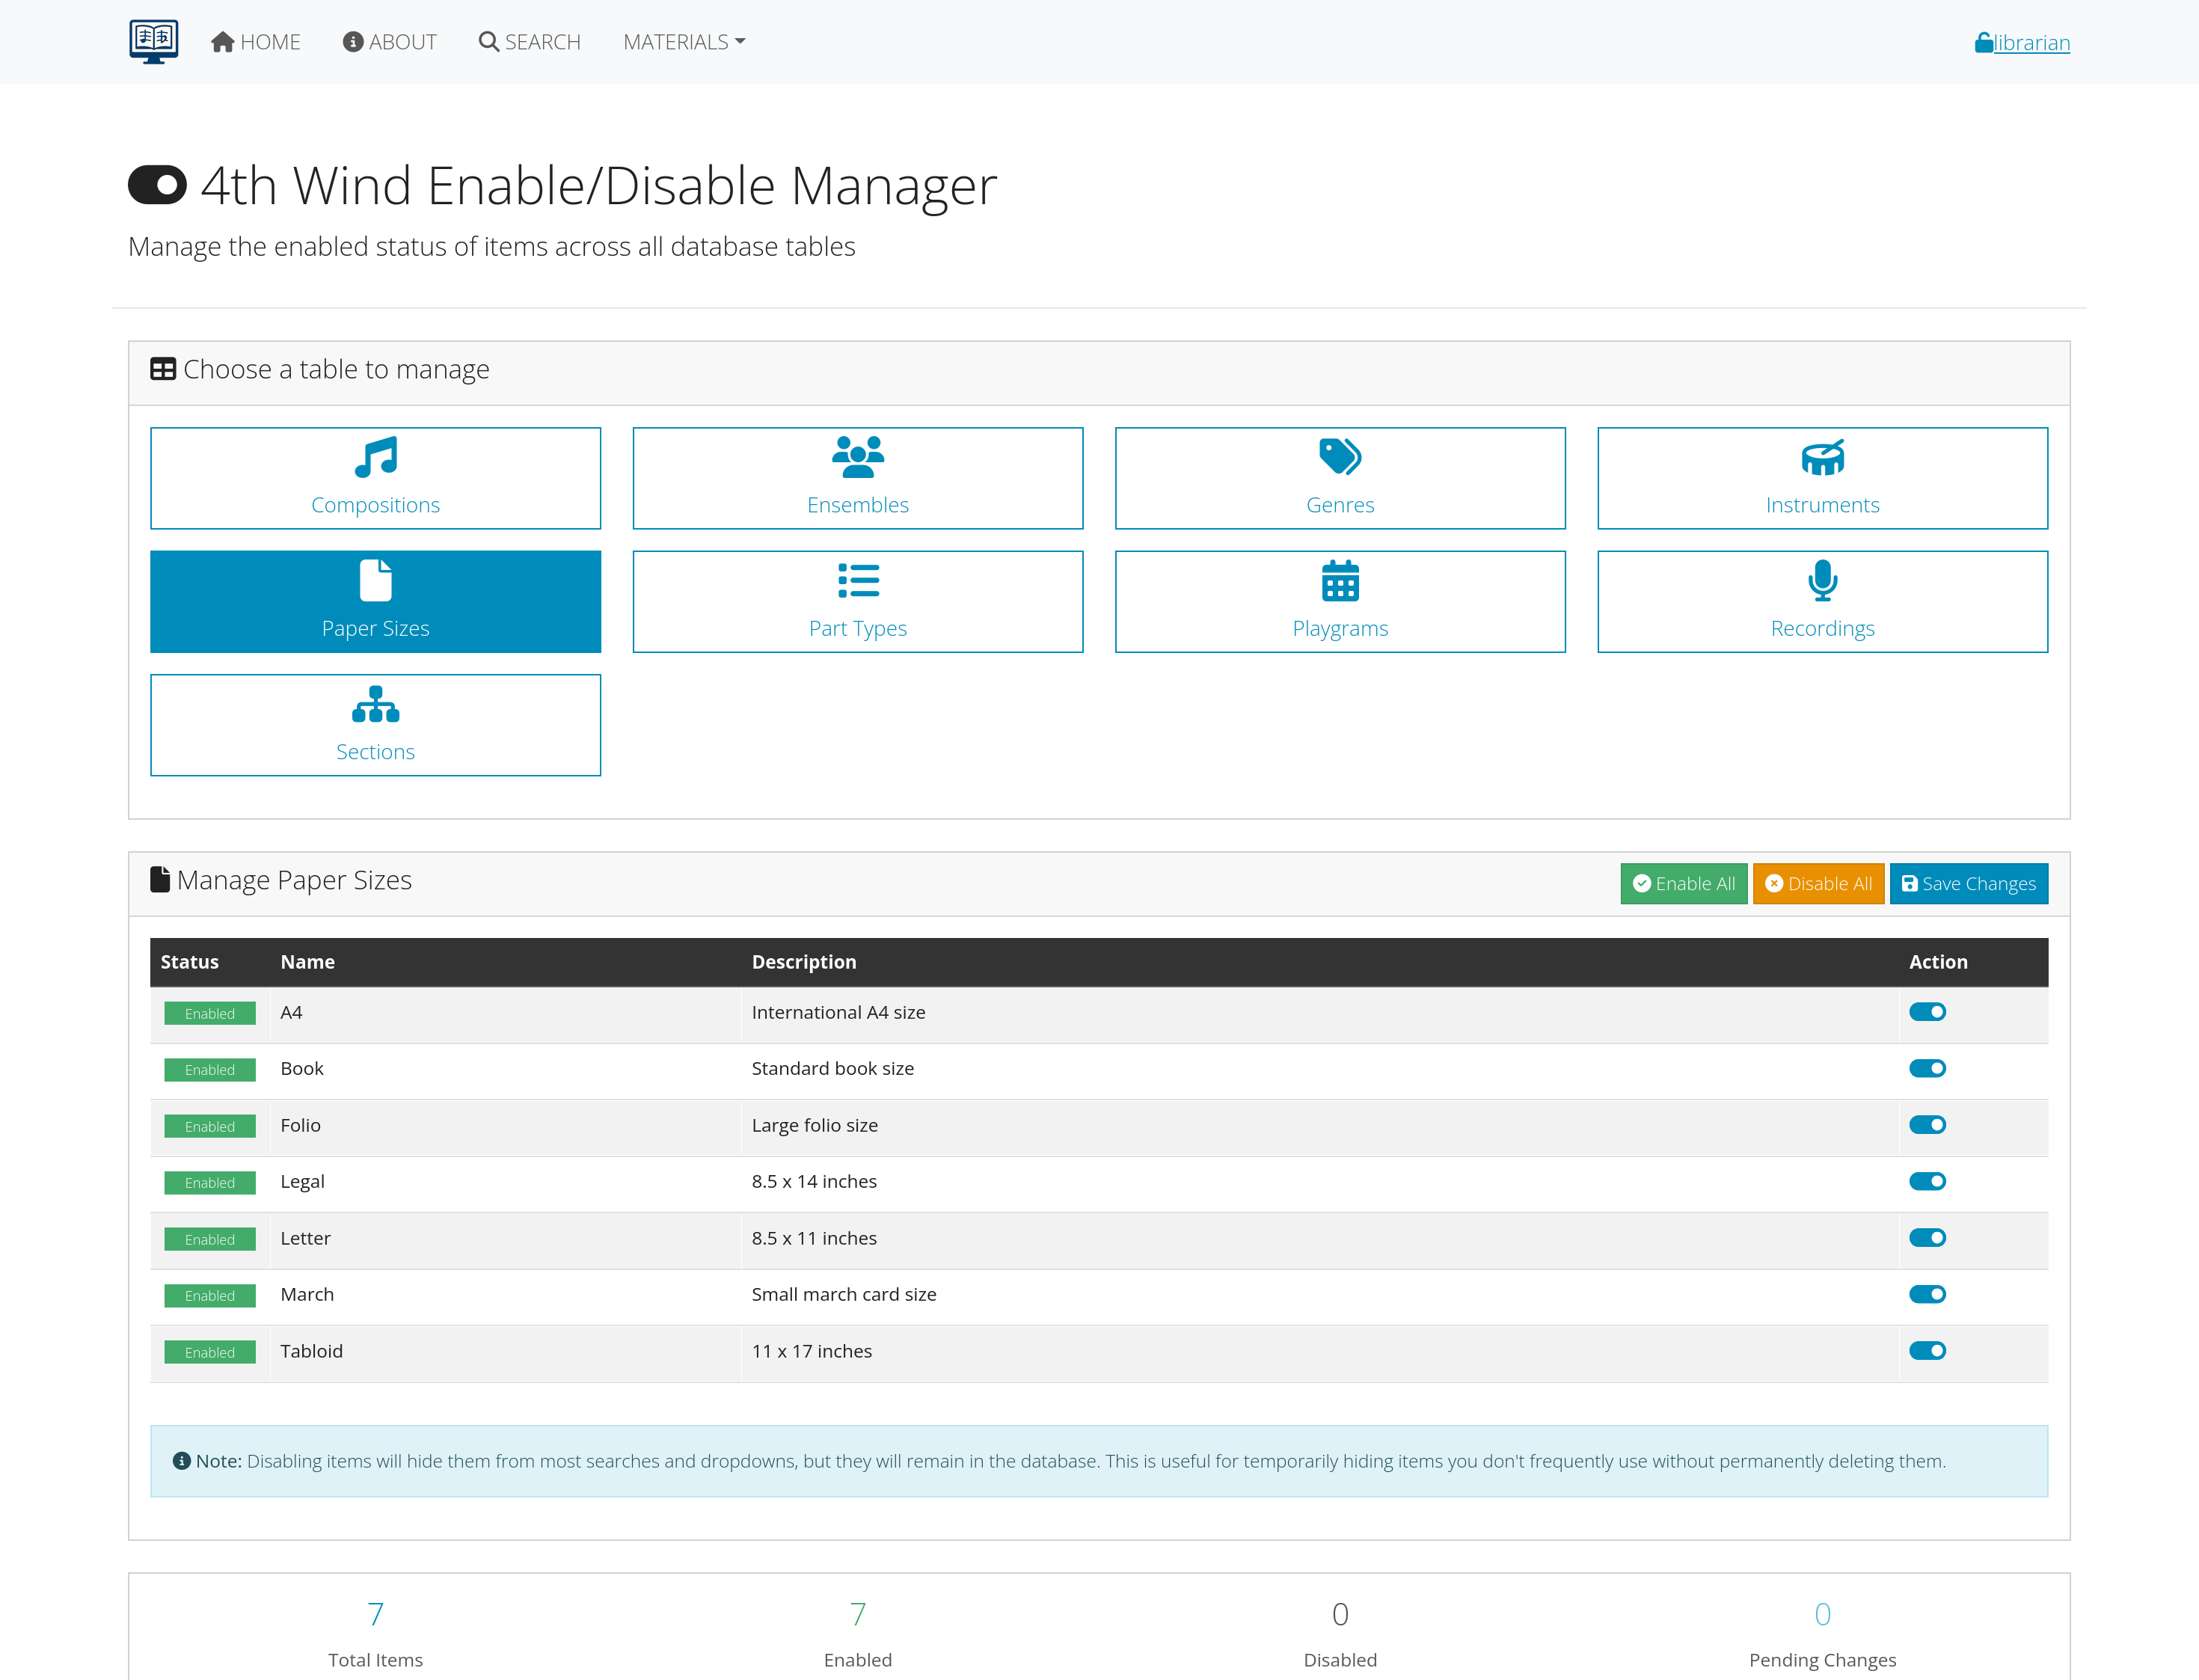 HOME ABOUT SEARCH MATERIALS librarian
4th Wind Enable/Disable Manager
Manage the enabled status of items across all database tables
Choose a table to manage
Compositions Ensembles Genres Instruments
Paper Sizes Part Types Playgrams Recordings
Sections
Manage Paper Sizes Enable All Disable All Save Changes
Status Name Description Action
Enabled A4 International A4 size
Enabled Book Standard book size
Enabled Folio Large folio size
Enabled Legal 8.5 x 14 inches
Enabled Letter 8.5 x 11 inches
Enabled March Small march card size
Enabled Tabloid 11 x 17 inches
Note: Disabling items will hide them from most searches and dropdowns, but they will remain in the database. This is useful for temporarily hiding items you don't frequently use without permanently deleting them.
7 7 0 0
Total Items Enabled Disabled Pending Changes